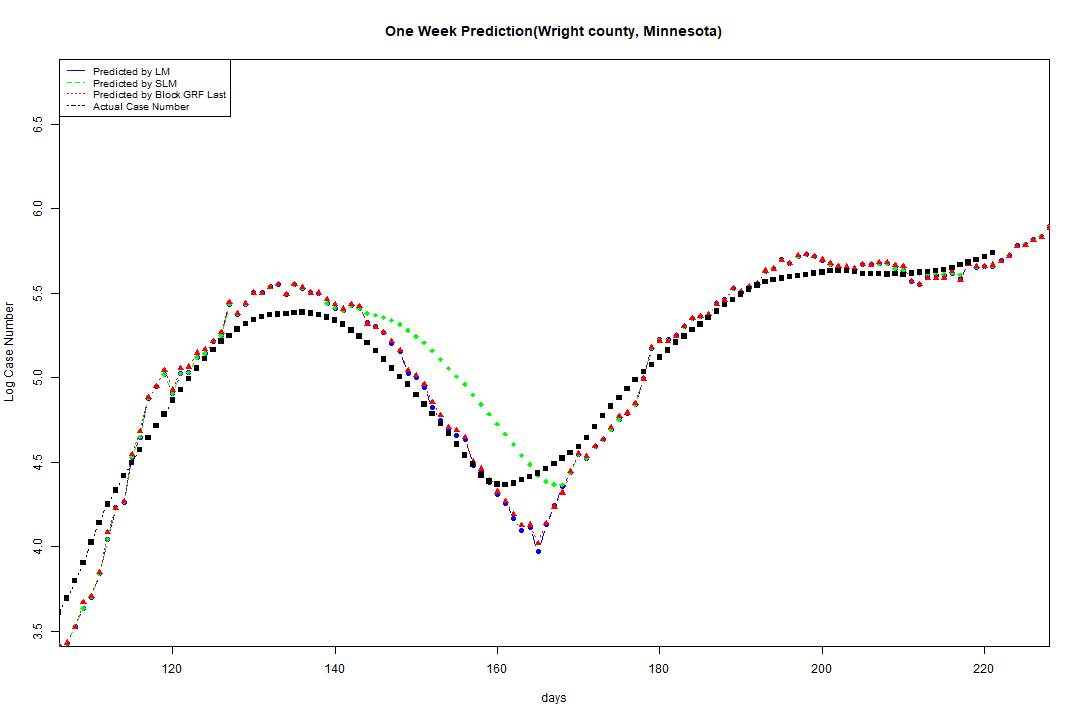 One Week Prediction(Wright county, Minnesota)
Predicted by LM
Predicted by SLM
Predicted by Block GRF Last
Actual Case Number
6.5
6.0
5.5
5.0
4.5
4.0
3.5
Log Case Number
120 140 160 180 200 220
days